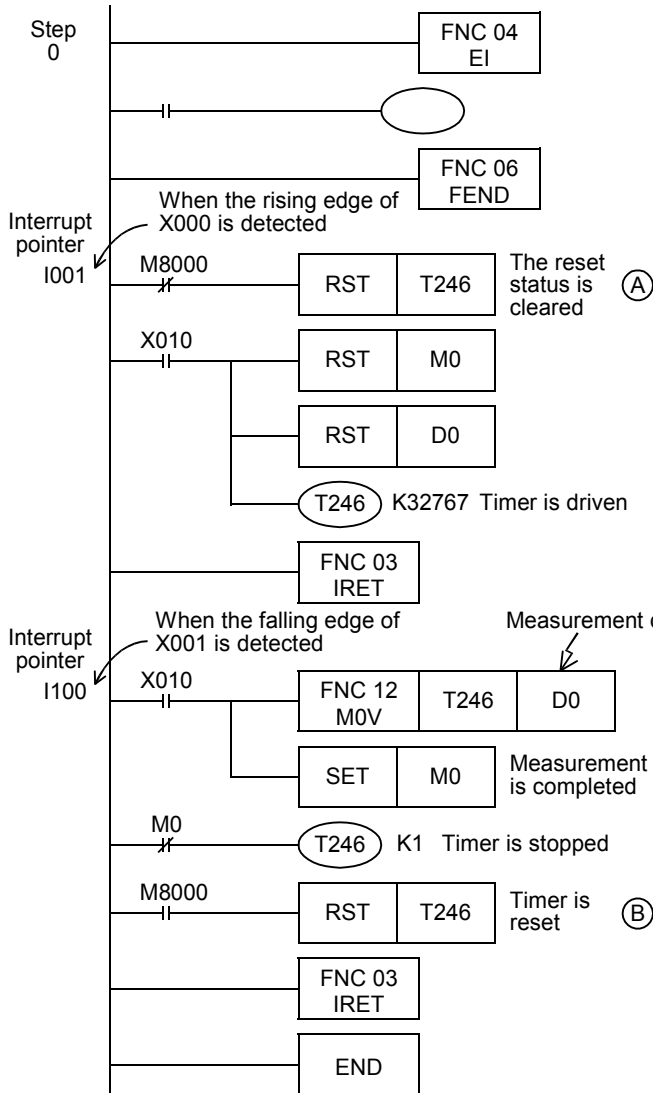 Step
0
FNC 04
EI
FNC 06
FEND
When the rising edge of
X000 is detected
Interrupt
pointer
I001
M8000
RST T246
The reset
status is
cleared
A
X010
RST M0
RST D0
T246 K32767 Timer is driven
FNC 03
IRET
When the falling edge of
X001 is detected
Measurement
Interrupt
pointer
I100
X010
FNC 12
M0V
T246 D0
SET M0
Measurement
is completed
M0
T246 K1 Timer is stopped
M8000
RST T246
Timer is
reset
B
FNC 03
IRET
END